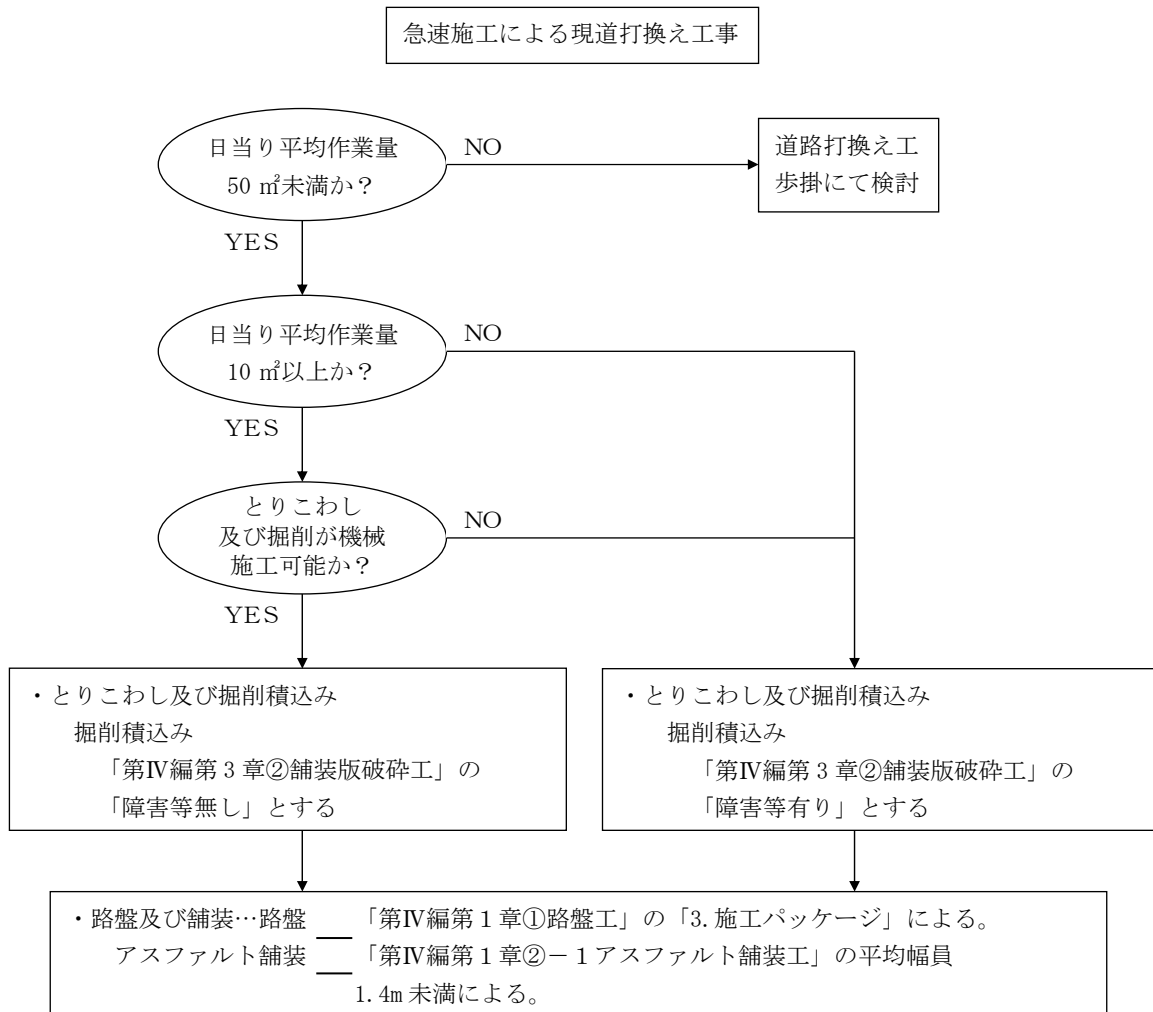 急速施工による現道打換え工事
日当り平均作業量
50 ㎡未満か？
NO
道路打換え工
歩掛にて検討
YES
日当り平均作業量
10 ㎡以上か？
NO
YES
とりこわし
及び掘削が機械
施工可能か？
NO
YES
・とりこわし及び掘削積込み
掘削積込み
「第Ⅳ編第３章②舗装版破砕工」の
「障害等無し」とする
・とりこわし及び掘削積込み
掘削積込み
「第Ⅳ編第３章②舗装版破砕工」の
「障害等有り」とする
・路盤及び舗装…路盤 「第Ⅳ編第１章①路盤工」の「3.施工パッケージ」による。
アスファルト舗装 「第Ⅳ編第１章②－１アスファルト舗装工」の平均幅員
1.4m 未満による。